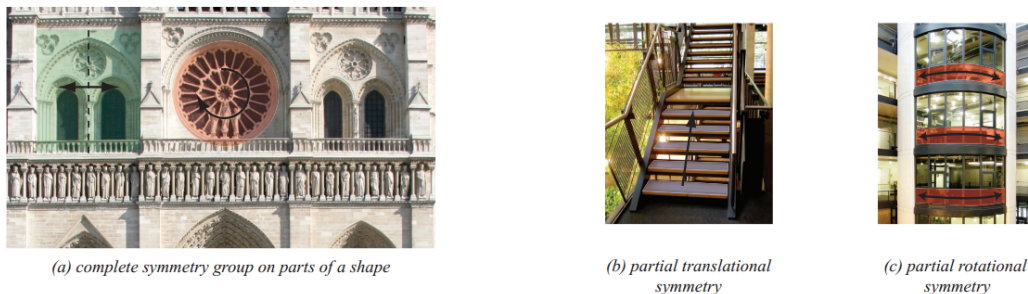 (a) complete symmetry group on parts of a shape
(b) partial translational
symmetry
(c) partial rotational
symmetry